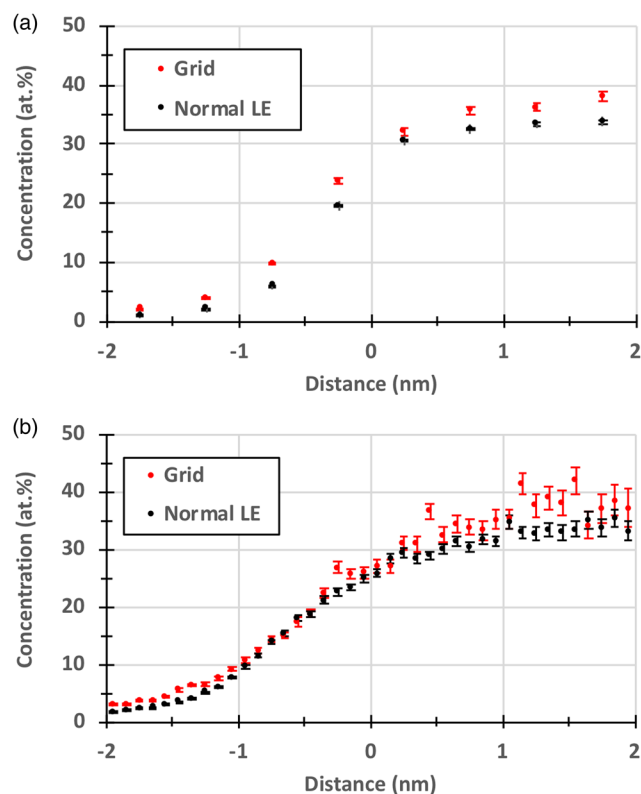 (a)
50
40
30
20
10
0
Concentration (at.%)
Grid
Normal LE
-2
-1
0
1
2
Distance (nm)
(b)
50
40
30
20
10
0
Concentration (at.%)
Grid
Normal LE
-2
-1
0
1
2
Distance (nm)